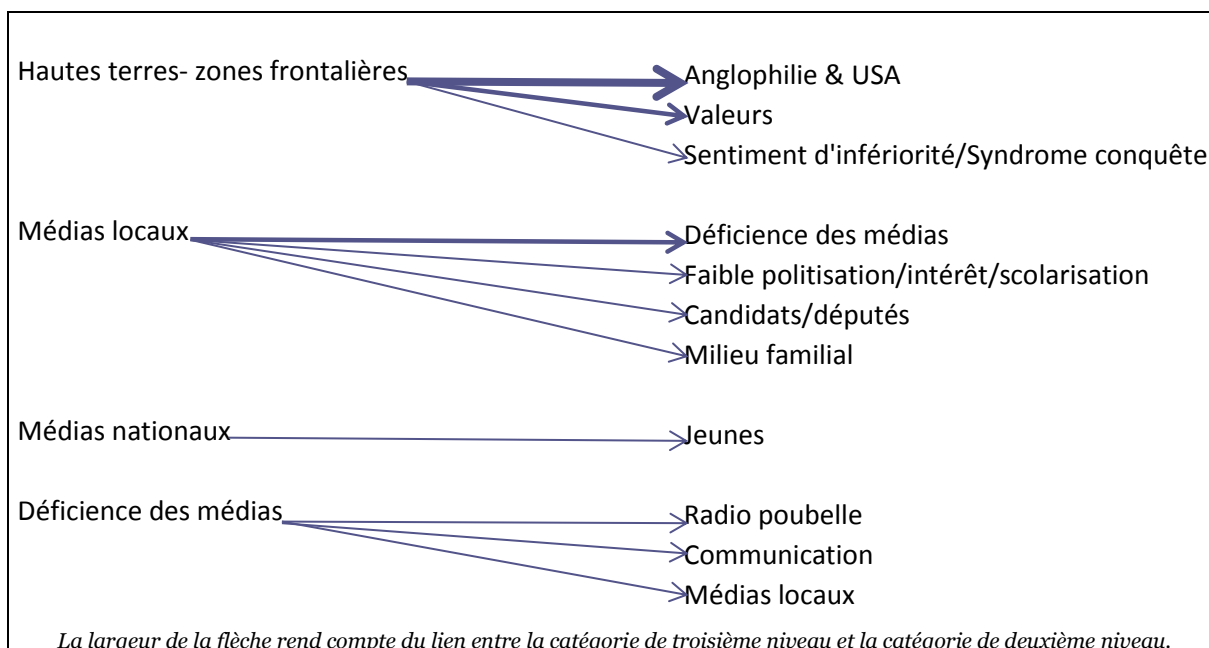 Hautes terres- zones frontalières
Anglophilie & USA
Valeurs
Sentiment d'infériorité/Syndrome conquête
Médias locaux
Déficience des médias
Faible politisation/intérêt/scolarisation
Candidats/députés
Milieu familial
Médias nationaux
Jeunes
Déficience des médias
Radio poubelle
Communication
Médias locaux
La largeur de la flèche rend compte du lien entre la catégorie de troisième niveau et la catégorie de deuxième niveau.